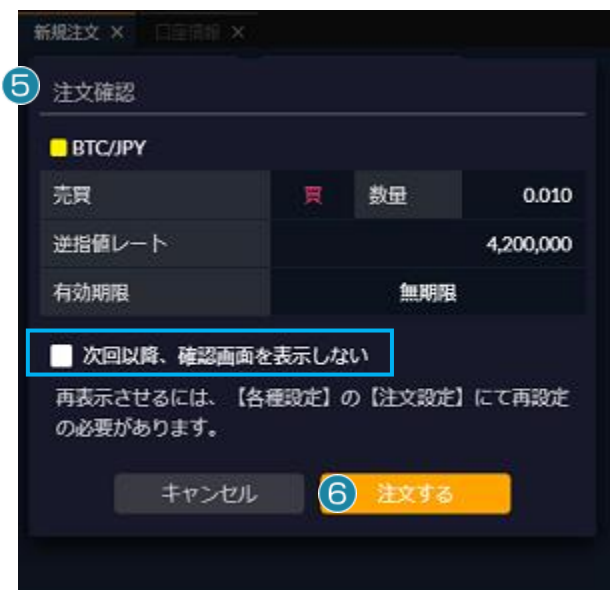 新規注文 × 口座情報 ×
5 注文確認
BTC/JPY
売買 買 数量 0.010
逆指値レート 4,200,000
有効期限 無期限
次回以降、確認画面を表示しない
再表示させるには、【各種設定】の【注文設定】にて再設定
の必要があります。
キャンセル 6 注文する